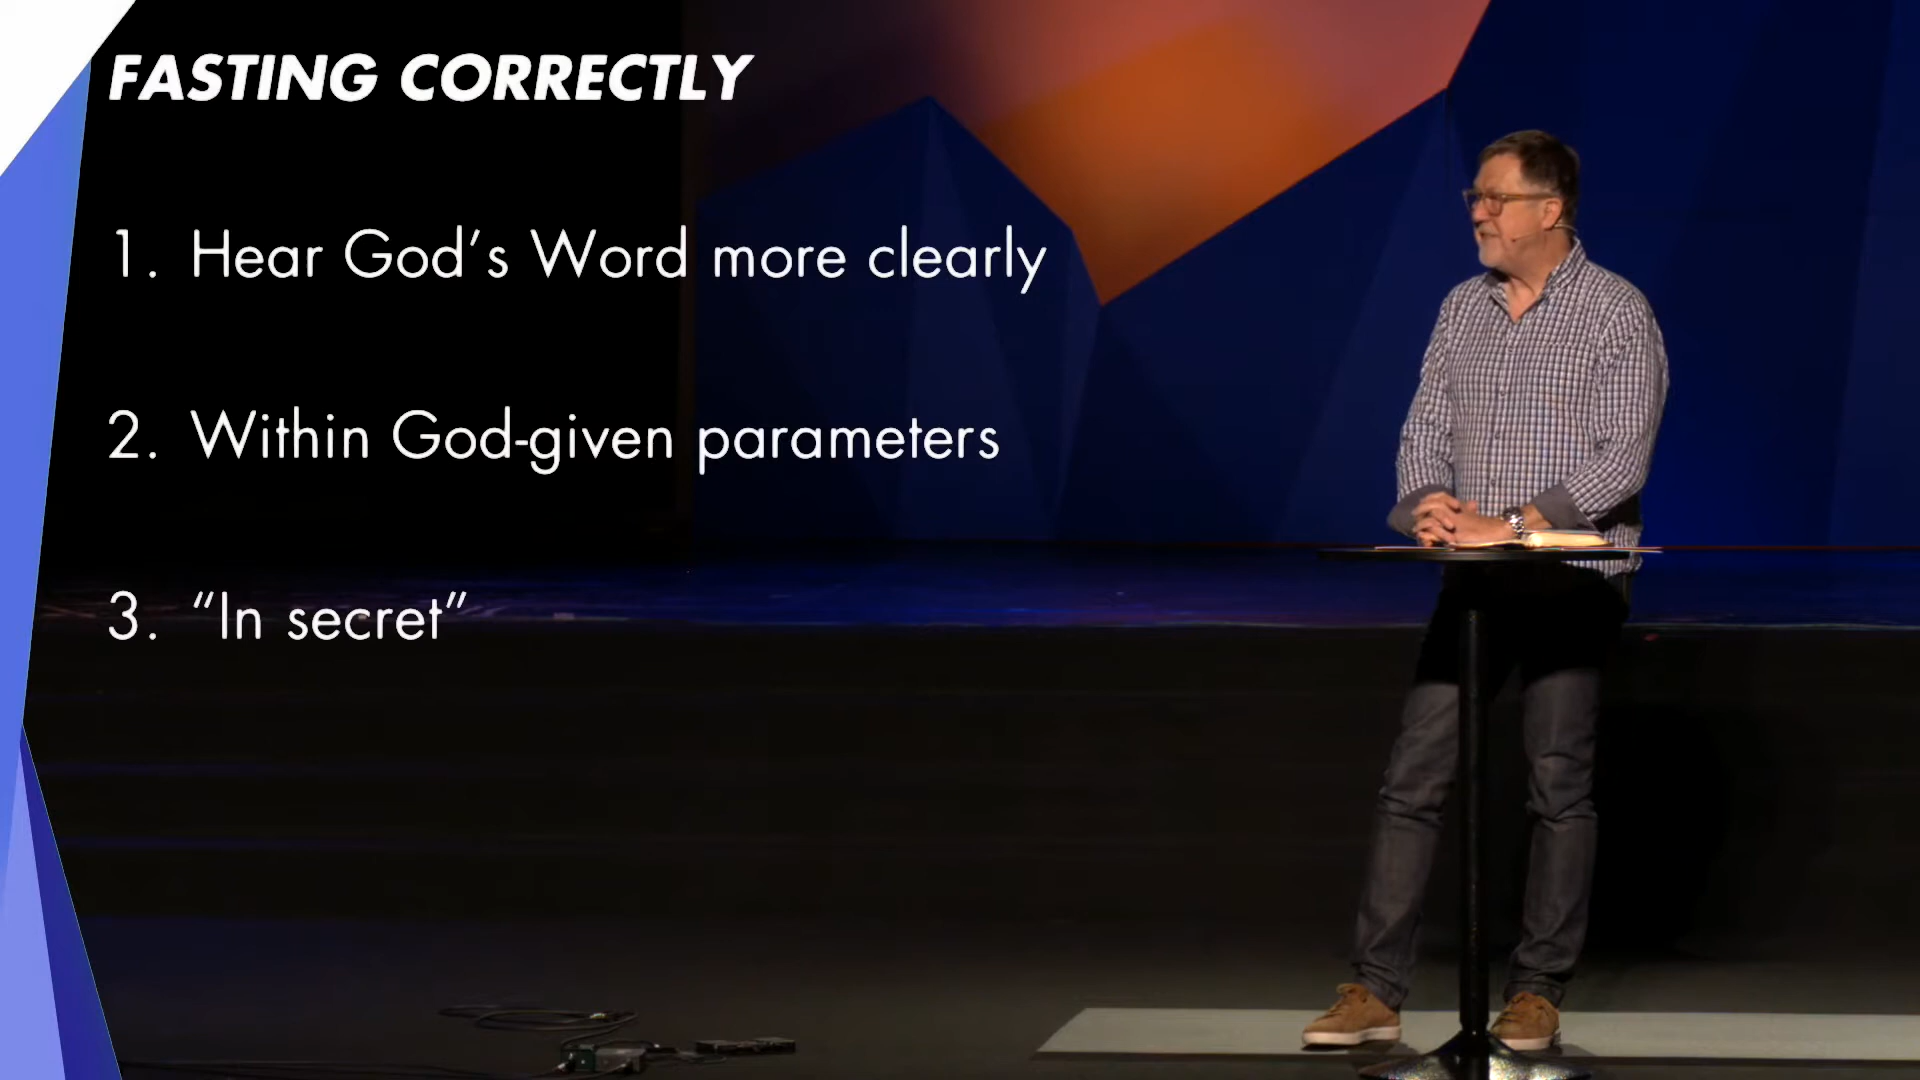 FASTING CORRECTLY
1. Hear God’s Word more clearly
2. Within God-given parameters
3. “In secret”